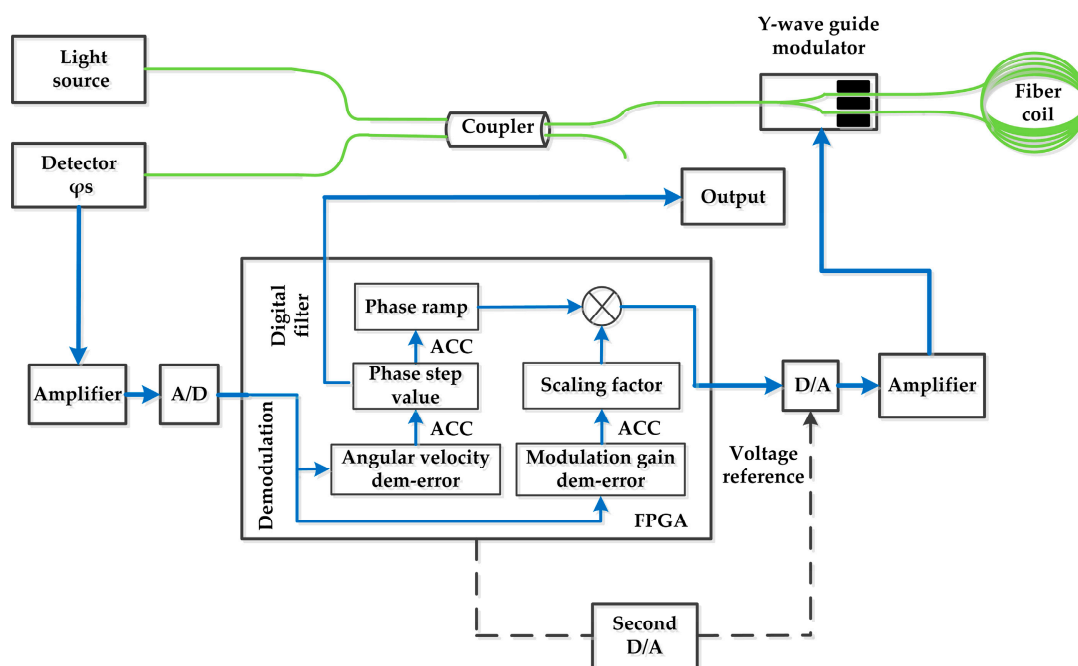 Y-wave guide
modulator
Light
source
Coupler
Fiber
coil
Detector
φs
Output
Digital
filter
Phase ramp
ACC
Phase step
value
Scaling factor
Amplifier
A/D
D/A
Amplifier
ACC
ACC
Demodulation
Angular velocity
dem-error
Modulation gain
dem-error
Voltage
reference
FPGA
Second
D/A